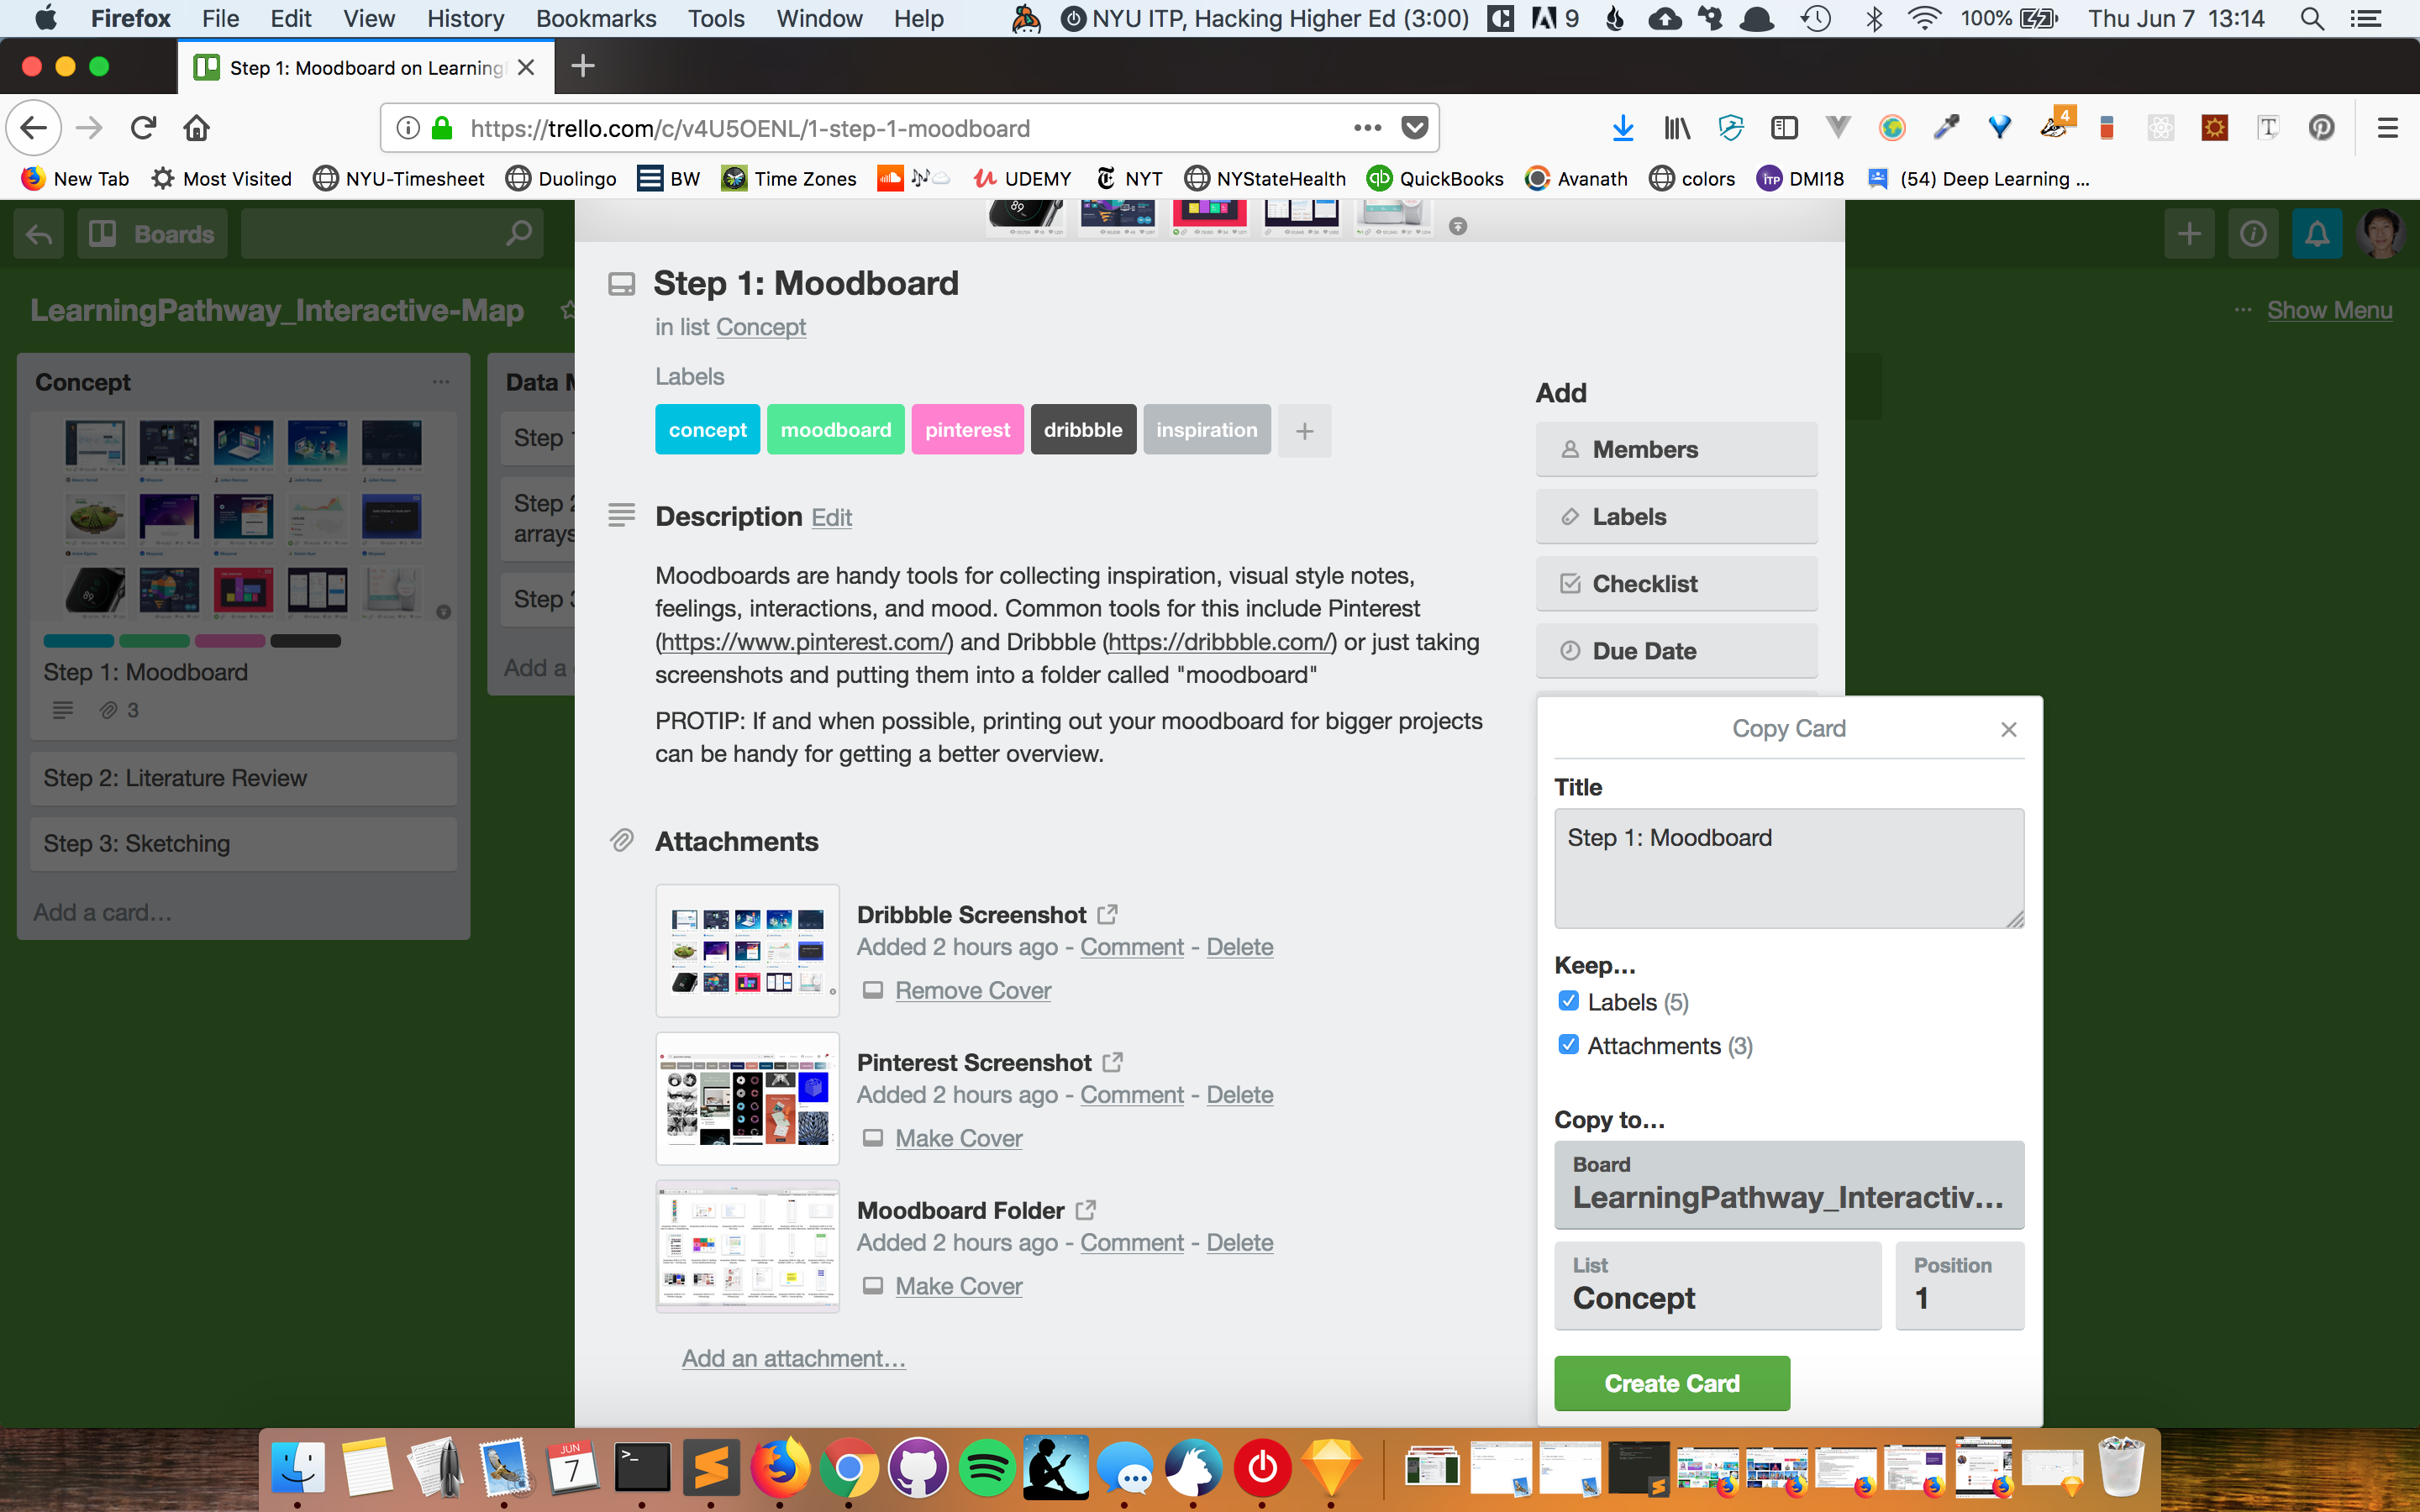 Firefox File Edit View History Bookmarks Tools Window Help NYU ITP, Hacking Higher Ed (3:00) 9 100% Thu Jun 7 13:14
Step 1: Moodboard on Learning
https://trello.com/c/v4U5OENL/1-step-1-moodboard
4
New Tab Most Visited NYU-Timesheet Duolingo BW Time Zones UDEMY NYT NYStateHealth QuickBooks Avanath colors DMI18 (54) Deep Learning ...
Boards
LearningPathway_Interactive-Map
Show Menu
Concept
Step 1: Moodboard
3
Step 2: Literature Review
Step 3: Sketching
Add a card...
Data
Step
Step 2
arrays
Step
Add a
Step 1: Moodboard
in list Concept
Labels
concept moodboard pinterest dribbble inspiration
Description Edit
Moodboards are handy tools for collecting inspiration, visual style notes,
feelings, interactions, and mood. Common tools for this include Pinterest
(https://www.pinterest.com/) and Dribbble (https://dribbble.com/) or just taking
screenshots and putting them into a folder called "moodboard"
PROTIP: If and when possible, printing out your moodboard for bigger projects
can be handy for getting a better overview.
Attachments
Dribbble Screenshot
Added 2 hours ago - Comment - Delete
Remove Cover
Pinterest Screenshot
Added 2 hours ago - Comment - Delete
Make Cover
Moodboard Folder
Added 2 hours ago - Comment - Delete
Make Cover
Add an attachment...
Add
Members
Labels
Checklist
Due Date
Copy Card
Title
Step 1: Moodboard
Keep...
Labels (5)
Attachments (3)
Copy to...
Board
LearningPathway_Interactiv...
List
Concept
Position
1
Create Card
JUN
7